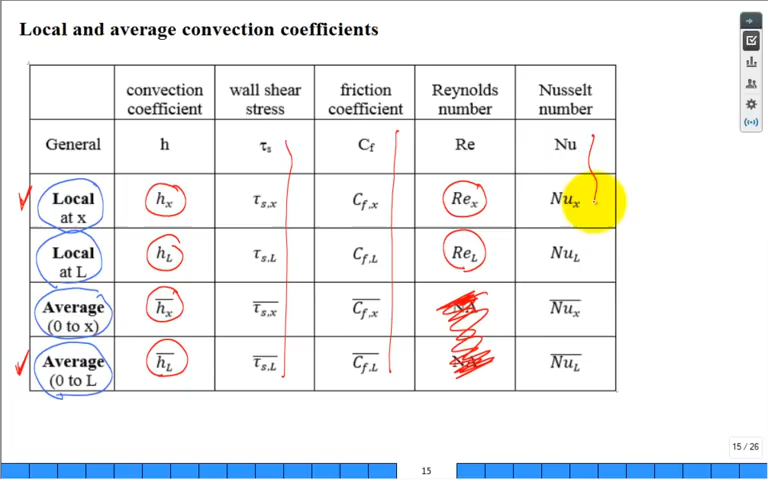 Local and average convection coefficients
convection coefficient wall shear stress friction coefficient Reynolds number Nusselt number
General h τs Cf Re Nu
Local at x hx τs,x Cf,x Rex Nux
Local at L hL τs,L Cf,L ReL NuL
Average (0 to x) h̅x̅ τ̅s̅,̅x̅ C̅f̅,̅x̅ NA N̅u̅x̅
Average (0 to L h̅L̅ τ̅s̅,̅L̅ C̅f̅,̅L̅ NA N̅u̅L̅
15 / 26
15